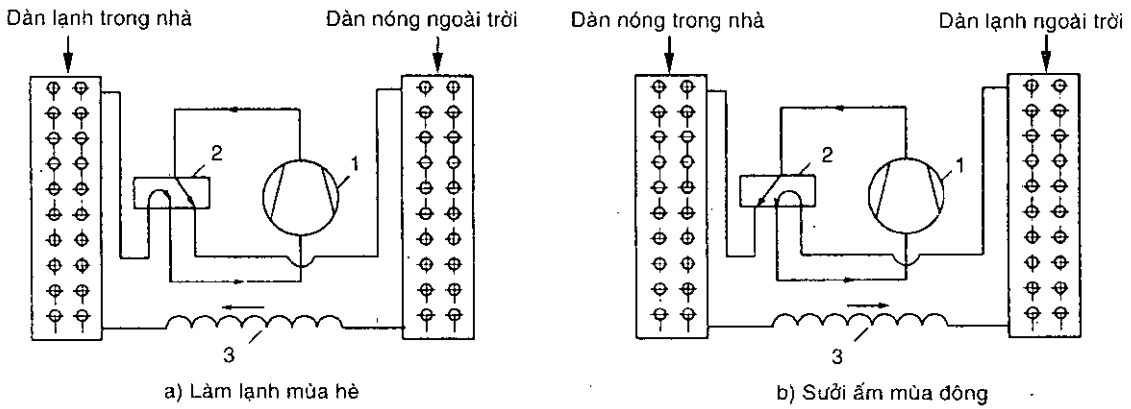 Dàn lạnh trong nhà
Dàn nóng ngoài trời
2
1
3
a) Làm lạnh mùa hè
Dàn nóng trong nhà
Dàn lạnh ngoài trời
2
1
3
b) Sưởi ấm mùa đông